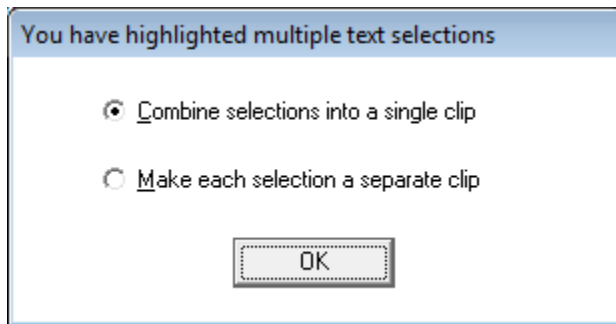 You have highlighted multiple text selections
Combine selections into a single clip
Make each selection a separate clip
OK